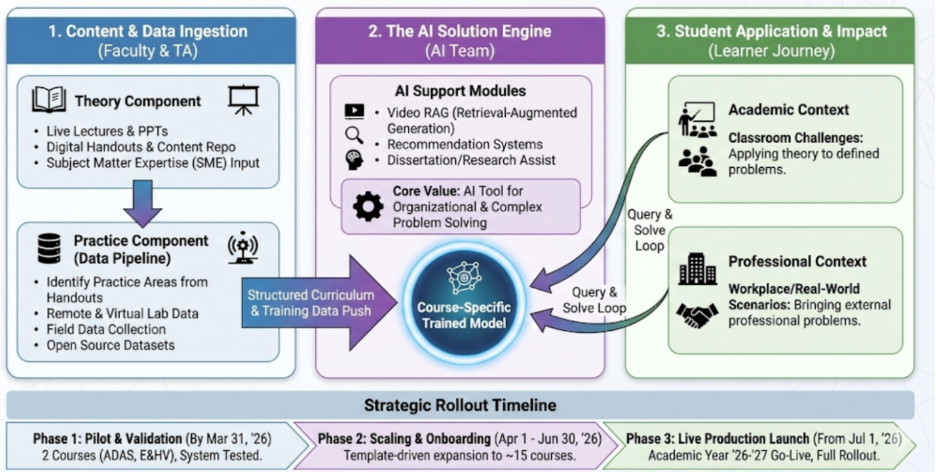 1. Content & Data Ingestion
(Faculty & TA)
Theory Component
• Live Lectures & PPTs
• Digital Handouts & Content Repo
• Subject Matter Expertise (SME) Input
Practice Component
(Data Pipeline)
• Identify Practice Areas from
Handouts
• Remote & Virtual Lab Data
• Field Data Collection
• Open Source Datasets
Structured Curriculum
& Training Data Push
2. The AI Solution Engine
(AI Team)
AI Support Modules
• Video RAG (Retrieval-Augmented
Generation)
• Recommendation Systems
• Dissertation/Research Assist
Core Value: AI Tool for
Organizational & Complex
Problem Solving
Course-Specific
Trained Model
Query &
Solve Loop
Query &
Solve
Loop
3. Student Application & Impact
(Learner Journey)
Academic Context
Classroom Challenges:
Applying theory to defined
problems.
Professional Context
Workplace/Real-World
Scenarios: Bringing external
professional problems.
Strategic Rollout Timeline
Phase 1: Pilot & Validation (By Mar 31, '26)
2 Courses (ADAS, E&HV), System Tested.
Phase 2: Scaling & Onboarding (Apr 1 - Jun 30, '26)
Template-driven expansion to ~15 courses.
Phase 3: Live Production Launch (From Jul 1, '26)
Academic Year '26-'27 Go-Live, Full Rollout.